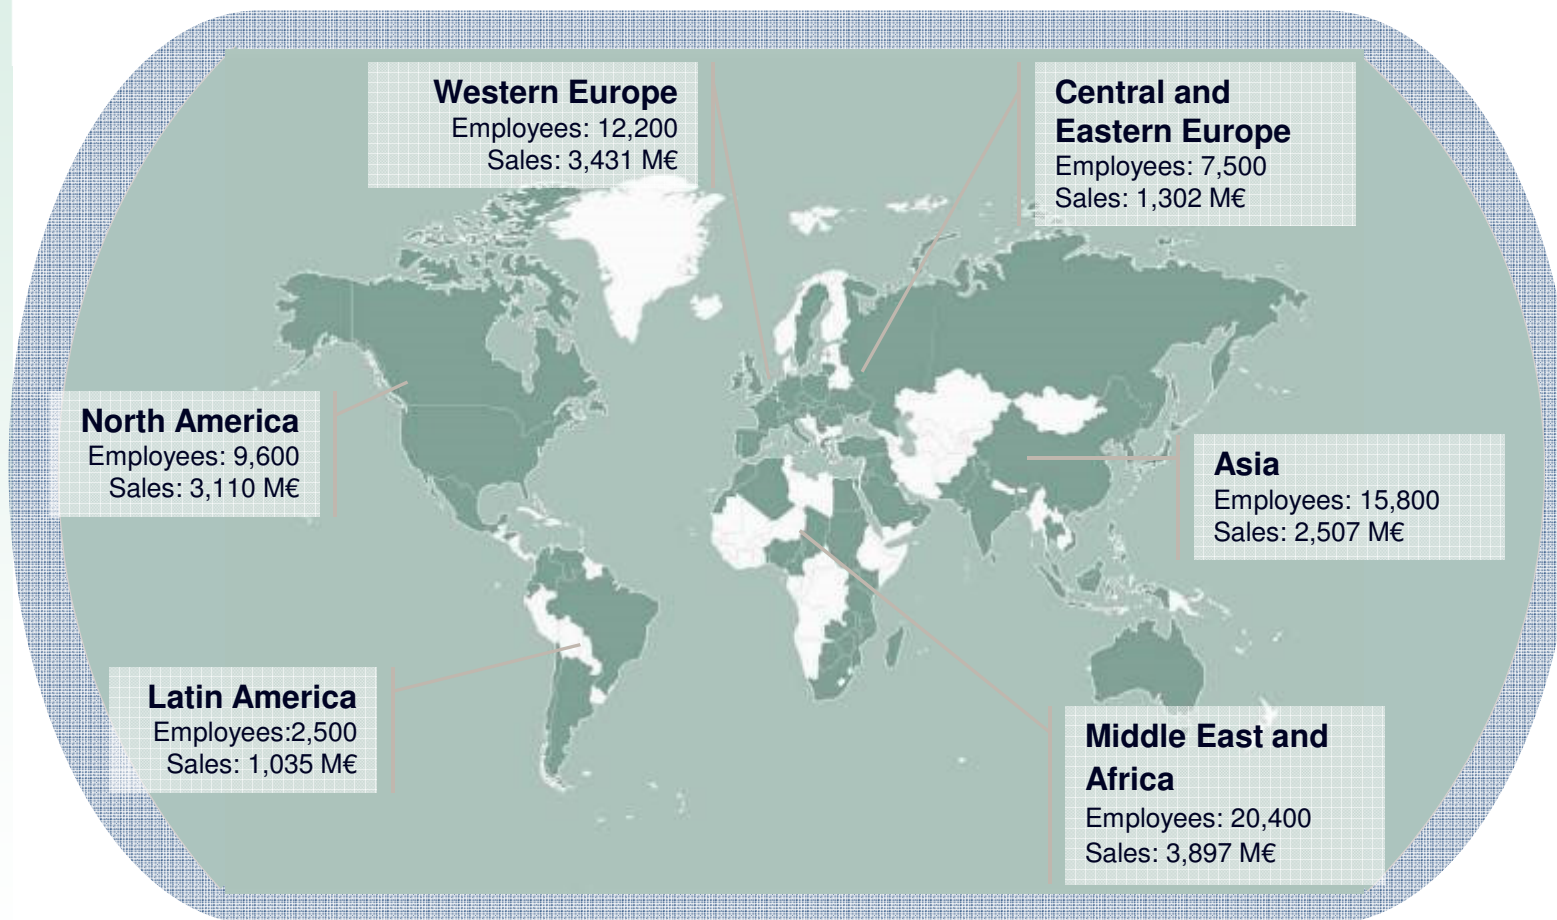 Western Europe
Employees: 12,200
Sales: 3,431 M€
Central and
Eastern Europe
Employees: 7,500
Sales: 1,302 M€
North America
Employees: 9,600
Sales: 3,110 M€
Asia
Employees: 15,800
Sales: 2,507 M€
Latin America
Employees:2,500
Sales: 1,035 M€
Middle East and
Africa
Employees: 20,400
Sales: 3,897 M€